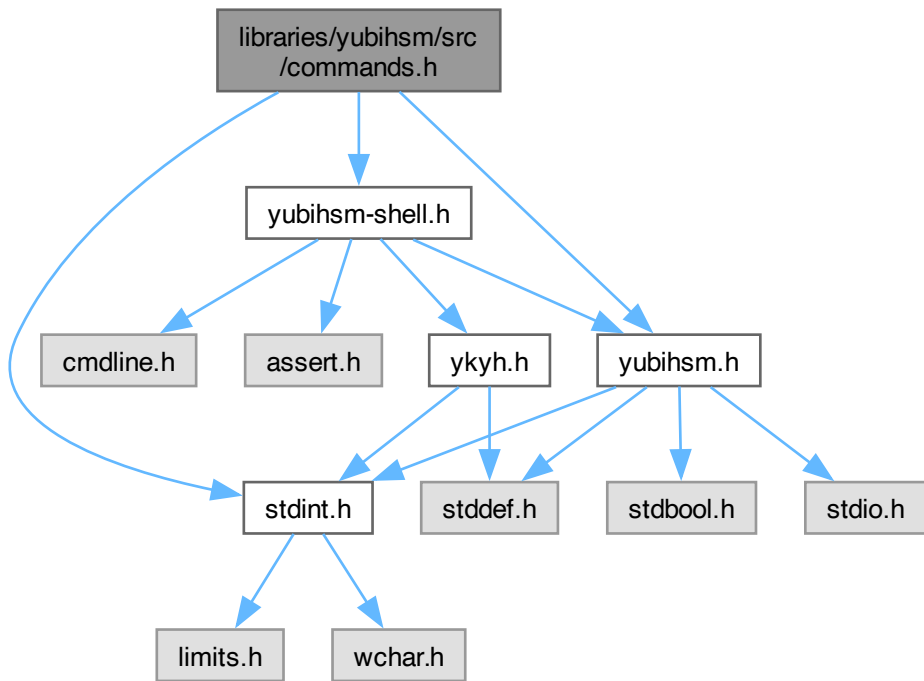 libraries/yubihsm/src
/commands.h
yubihsm-shell.h
cmdline.h
assert.h
ykyh.h
yubihsm.h
stdint.h
stddef.h
stdbool.h
stdio.h
limits.h
wchar.h